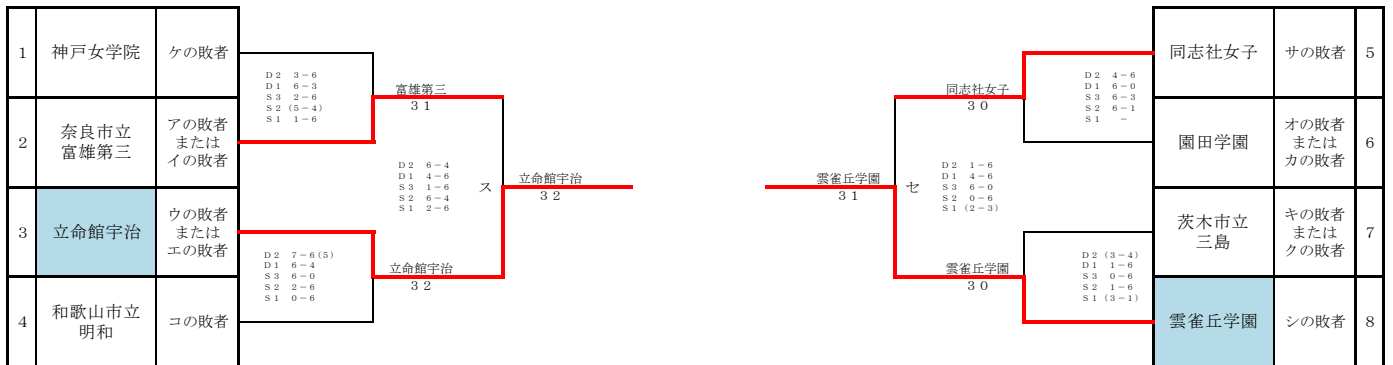 1
神戸女学院
ケの敗者
2
奈良市立
富雄第三
アの敗者
または
イの敗者
3
立命館宇治
ウの敗者
または
エの敗者
4
和歌山市立
明和
コの敗者
D2 3-6
D1 6-3
S3 2-6
S2 (5-4)
S1 1-6
富雄第三
31
D2 7-6(5)
D1 6-4
S3 6-0
S2 2-6
S1 0-6
立命館宇治
32
D2 6-4
D1 4-6
S3 1-6
S2 6-4
S1 2-6
ス
立命館宇治
32
雲雀丘学園
31
セ
D2 1-6
D1 4-6
S3 6-0
S2 0-6
S1 (2-3)
同志社女子
30
D2 4-6
D1 6-0
S3 6-3
S2 6-1
S1 -
雲雀丘学園
30
D2 (3-4)
D1 1-6
S3 0-6
S2 1-6
S1 (3-1)
同志社女子
サの敗者
5
園田学園
オの敗者
または
カの敗者
6
茨木市立
三島
キの敗者
または
クの敗者
7
雲雀丘学園
シの敗者
8